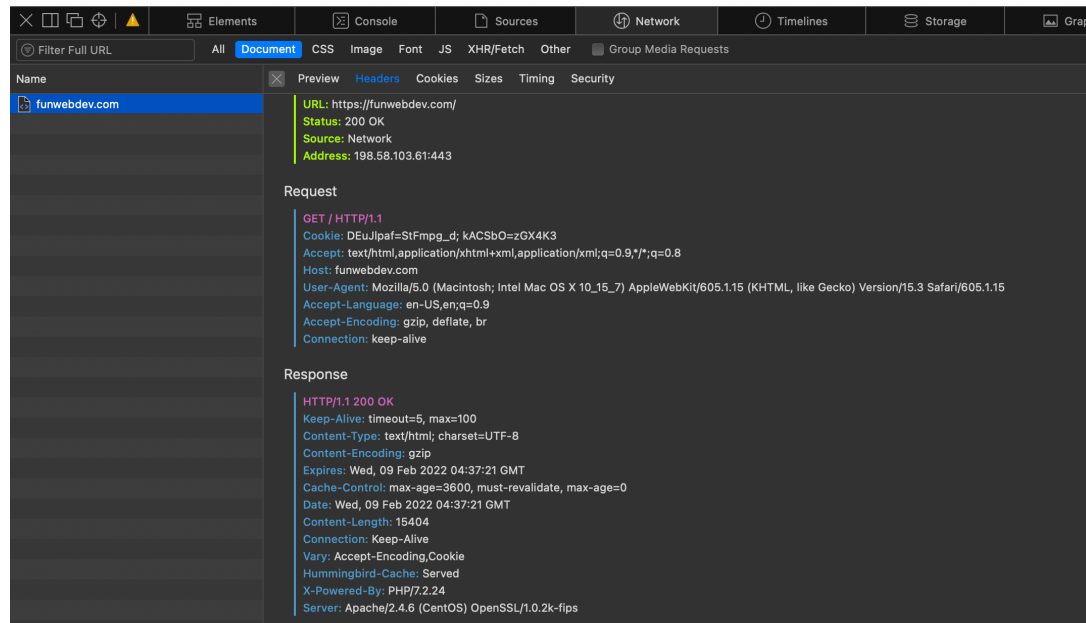 Elements Console Sources Network Timelines Storage
Filter Full URL All Document CSS Image Font JS XHR/Fetch Other Group Media Requests
Name Preview Headers Cookies Sizes Timing Security
funwebdev.com
URL: https://funwebdev.com/
Status: 200 OK
Source: Network
Address: 198.58.103.61:443
Request
GET / HTTP/1.1
Cookie: DEuJlpaf=StFmpg_d; kACSbO=zGX4K3
Accept: text/html,application/xhtml+xml,application/xml;q=0.9,*/*;q=0.8
Host: funwebdev.com
User-Agent: Mozilla/5.0 (Macintosh; Intel Mac OS X 10_15_7) AppleWebKit/605.1.15 (KHTML, like Gecko) Version/15.3 Safari/605.1.15
Accept-Language: en-US,en;q=0.9
Accept-Encoding: gzip, deflate, br
Connection: keep-alive
Response
HTTP/1.1 200 OK
Keep-Alive: timeout=5, max=100
Content-Type: text/html; charset=UTF-8
Content-Encoding: gzip
Expires: Wed, 09 Feb 2022 04:37:21 GMT
Cache-Control: max-age=3600, must-revalidate, max-age=0
Date: Wed, 09 Feb 2022 04:37:21 GMT
Content-Length: 15404
Connection: Keep-Alive
Vary: Accept-Encoding,Cookie
Hummingbird-Cache: Served
X-Powered-By: PHP/7.2.24
Server: Apache/2.4.6 (CentOS) OpenSSL/1.0.2k-fips